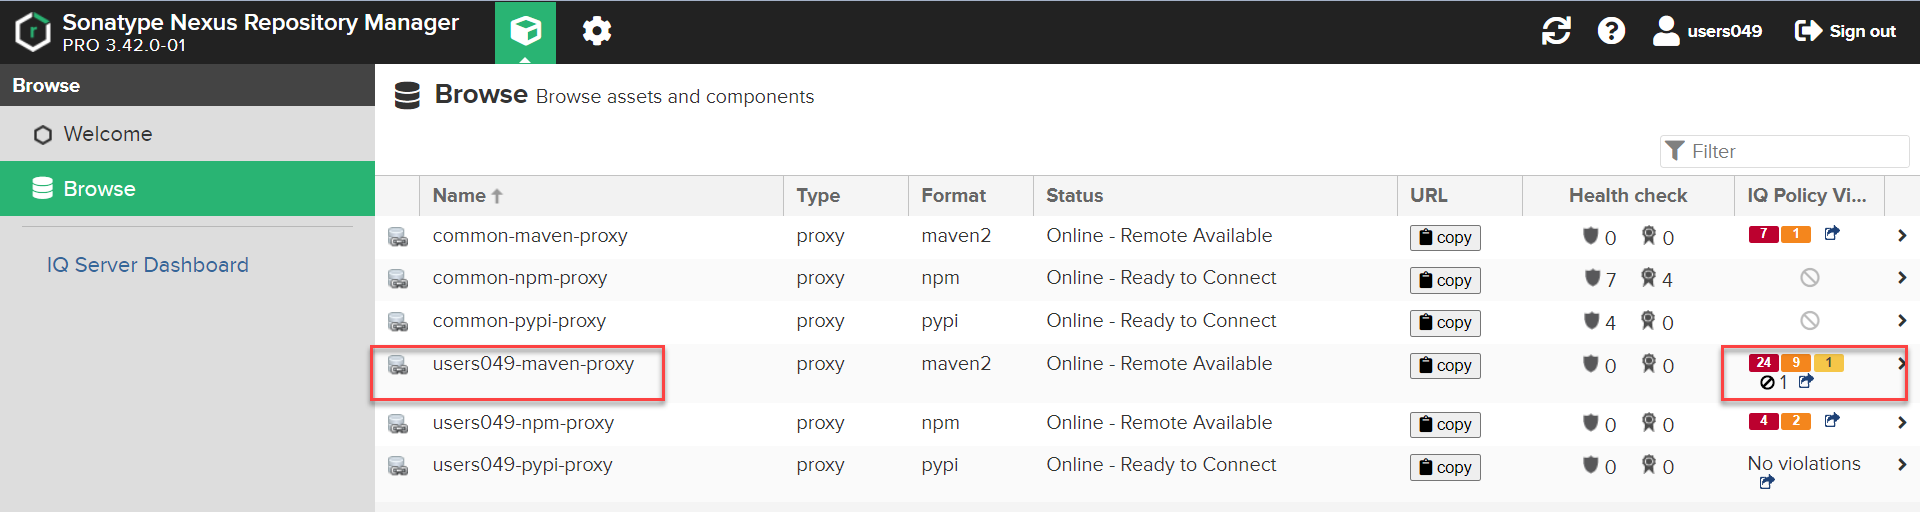 Sonatype Nexus Repository Manager
PRO 3.42.0-01
users049
Sign out
Browse
Welcome
Browse
IQ Server Dashboard
Browse Browse assets and components
Filter
Name Type Format Status URL Health check IQ Policy Vi...
common-maven-proxy proxy maven2 Online - Remote Available copy 0 0 7 1
common-npm-proxy proxy npm Online - Ready to Connect copy 7 4
common-pypi-proxy proxy pypi Online - Ready to Connect copy 4 0
users049-maven-proxy proxy maven2 Online - Remote Available copy 0 0 24 9 1
1
users049-npm-proxy proxy npm Online - Remote Available copy 0 0 4 2
users049-pypi-proxy proxy pypi Online - Ready to Connect copy 0 0 No violations